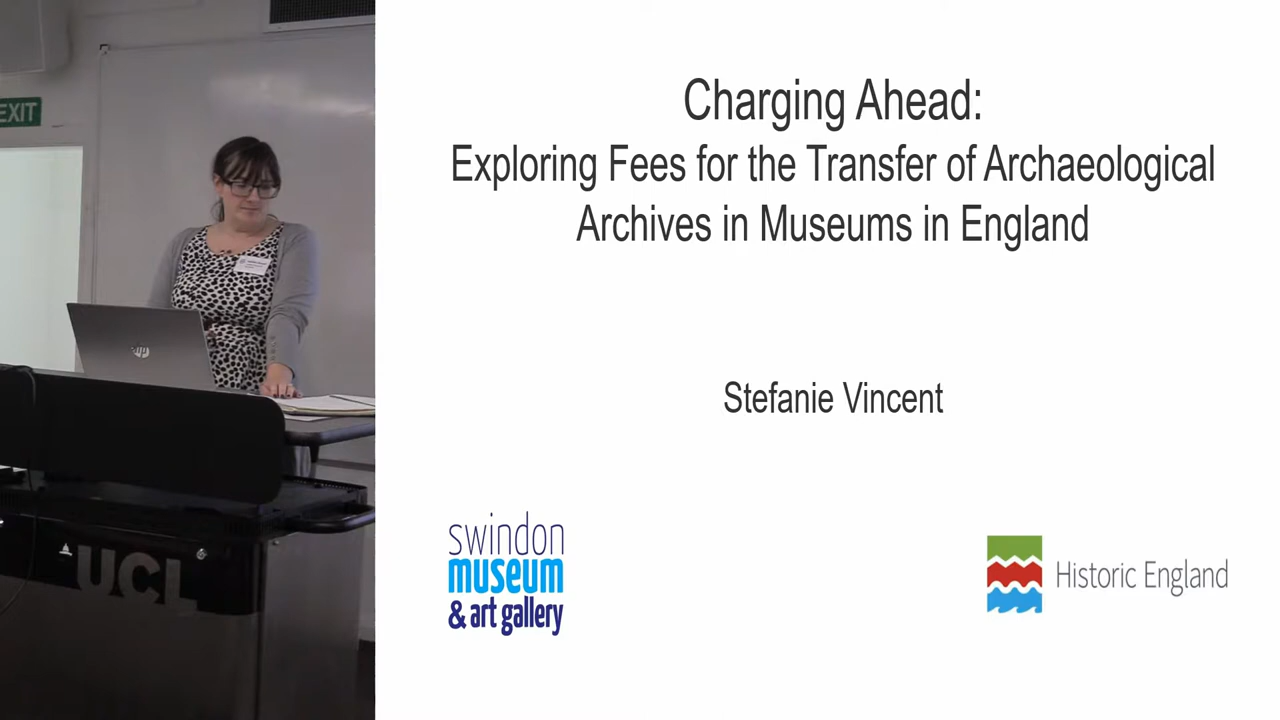 EXIT
hp
UCL
Charging Ahead:
Exploring Fees for the Transfer of Archaeological
Archives in Museums in England
Stefanie Vincent
swindon
museum
& art gallery
Historic England